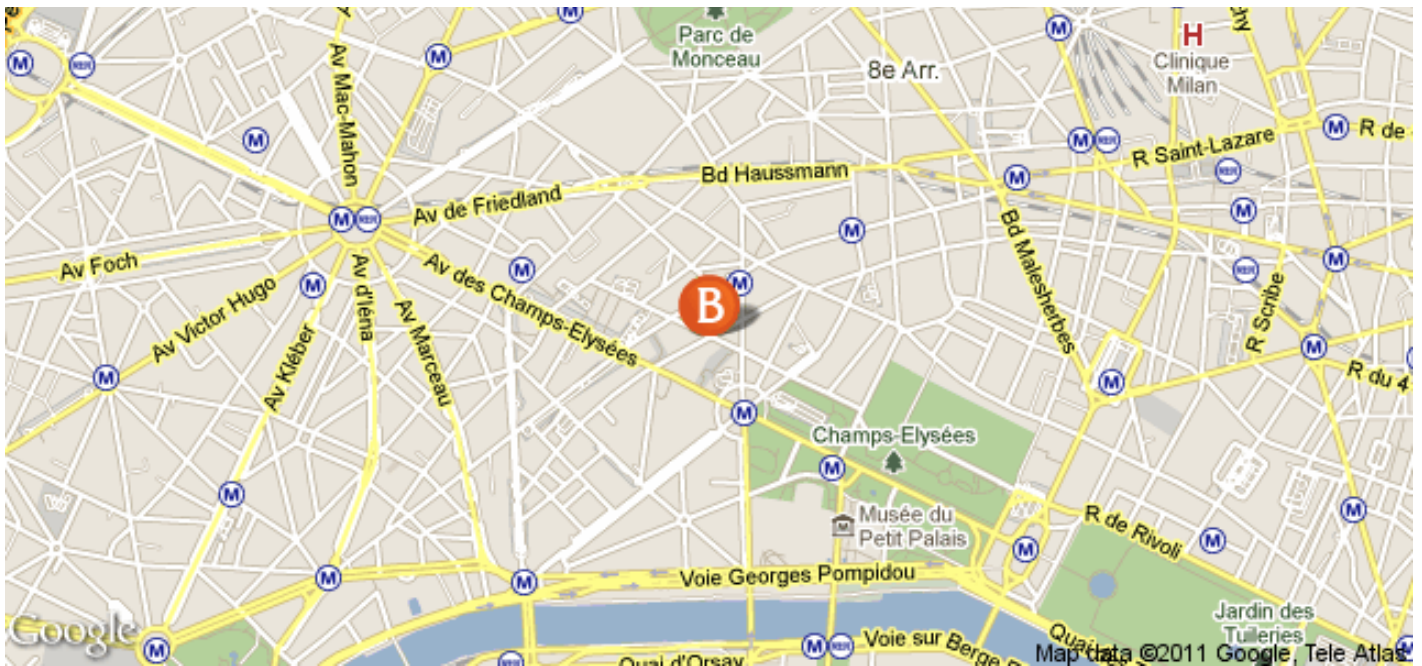 Parc de
Monceau
8e Arr.
H
Clinique
Milan
Av Mac-Mahon
M
RER
R Saint-Lazare
R de
Bd Haussmann
Av de Friedland
Av Foch
Av des Champs-Elysées
Bd Malesherbes
Av Victor Hugo
Av d'Iéna
Av Kléber
Av Marceau
B
R Scribe
R du 4
Champs-Elysées
Musée du
Petit Palais
R de Rivoli
Voie Georges Pompidou
Jardin des
Tuileries
Voie sur Berge
Quai d'Orsay
Google
Map data ©2011 Google, Tele Atlas